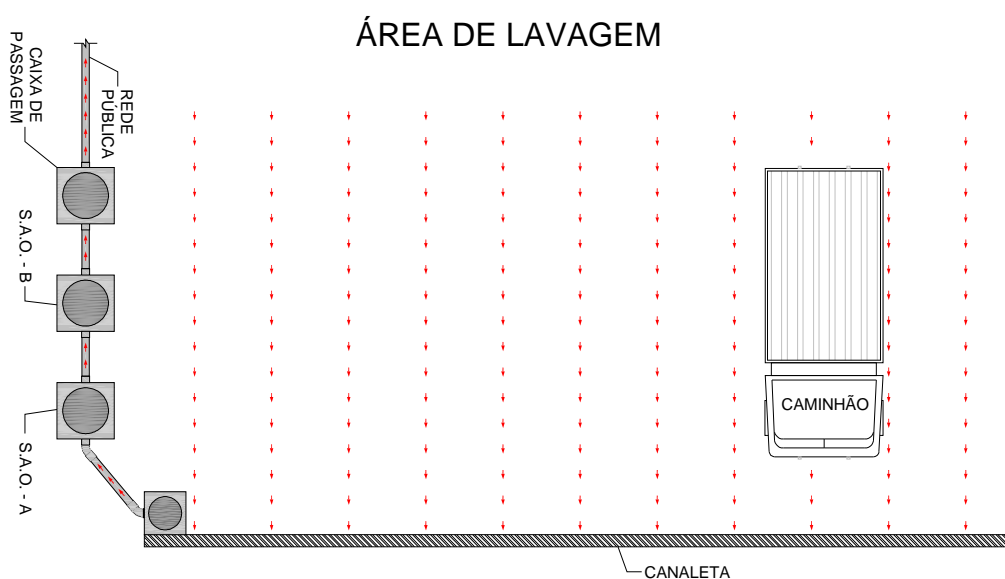 ÁREA DE LAVAGEM
CAIXA DE
PASSAGEM
REDE
PÚBLICA
S.A.O. - B
S.A.O. - A
CAMINHÃO
CANALETA